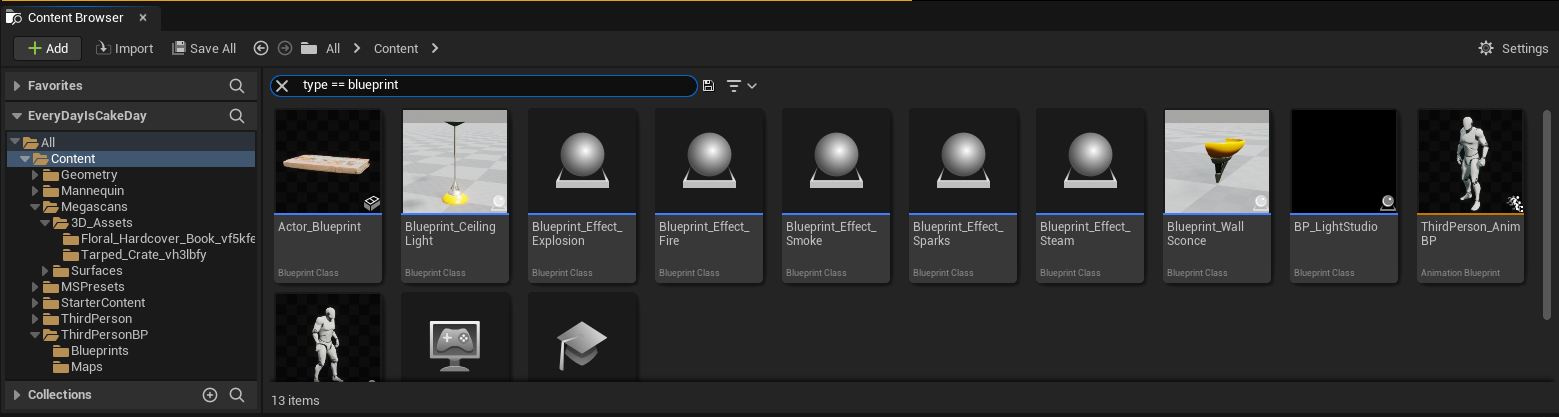 Content Browser
Add
Import
Save All
All
Content
Settings
Favorites
EveryDayIsCakeDay
All
Content
Geometry
Mannequin
Megascans
3D_Assets
Floral_Hardcover_Book_vf5kfe
Tarped_Crate_vh3lbfy
Surfaces
MSPresets
StarterContent
ThirdPerson
ThirdPersonBP
Blueprints
Maps
Collections
type == blueprint
Actor_Blueprint
Blueprint Class
Blueprint_Ceiling
Light
Blueprint Class
Blueprint_Effect_
Explosion
Blueprint Class
Blueprint_Effect_
Fire
Blueprint Class
Blueprint_Effect_
Smoke
Blueprint Class
Blueprint_Effect_
Sparks
Blueprint Class
Blueprint_Effect_
Steam
Blueprint Class
Blueprint_Wall
Sconce
Blueprint Class
BP_LightStudio
Blueprint Class
ThirdPerson_Anim
BP
Animation Blueprint
13 items